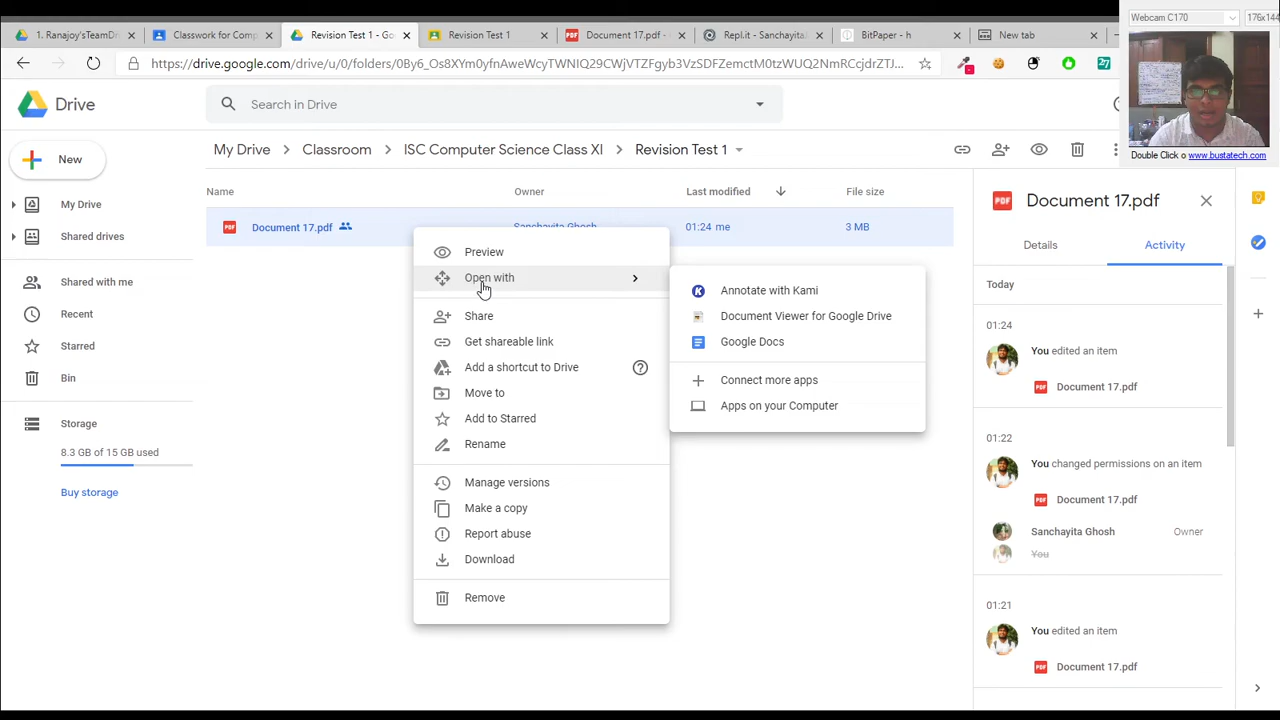 1. Ranajoy'sTeamDri
Classwork for Comp
Revision Test 1 - Go
Revision Test 1
Document 17.pdf -
Repl.it - Sanchayita
BitPaper - h
New tab
Webcam C170
176x144
https://drive.google.com/drive/u/0/folders/0By6_Os8XYm0yfnAweWcyTWNIQ29CWjVTZFgyb3VzSDFZemctM0tzWUQ2NmRCcjdrZTJ...
27
Double Click o www.bustatech.com
Drive
Search in Drive
New
My Drive
Shared drives
Shared with me
Recent
Starred
Bin
Storage
8.3 GB of 15 GB used
Buy storage
My Drive
Classroom
ISC Computer Science Class XI
Revision Test 1
Name
Owner
Last modified
File size
PDF
Document 17.pdf
Sanchayita Ghosh
01:24 me
3 MB
Preview
Open with
Share
Get shareable link
Add a shortcut to Drive
Move to
Add to Starred
Rename
Manage versions
Make a copy
Report abuse
Download
Remove
Annotate with Kami
Document Viewer for Google Drive
Google Docs
Connect more apps
Apps on your Computer
PDF
Document 17.pdf
Details
Activity
Today
01:24
You edited an item
Document 17.pdf
01:22
You changed permissions on an item
Document 17.pdf
Sanchayita Ghosh
Owner
You
01:21
You edited an item
Document 17.pdf